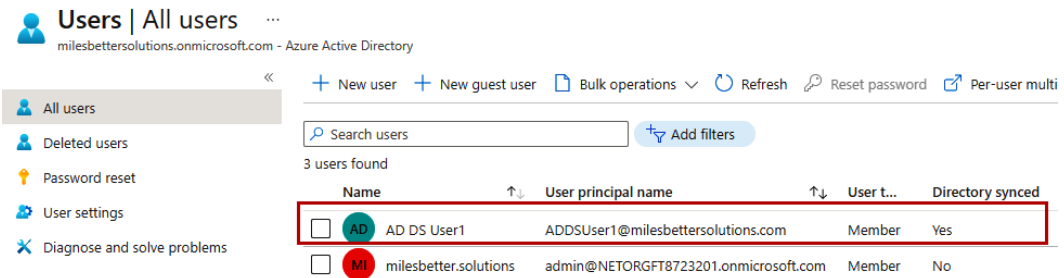 Users | All users ...
milesbettersolutions.onmicrosoft.com - Azure Active Directory
«
All users
Deleted users
Password reset
User settings
Diagnose and solve problems
New user New guest user Bulk operations Refresh Reset password Per-user multi
Search users Add filters
3 users found
Name ↑↓ User principal name ↑↓ User t... Directory synced
AD AD DS User1 ADDSUser1@milesbettersolutions.com Member Yes
MI milesbetter.solutions admin@NETORGFT8723201.onmicrosoft.com Member No